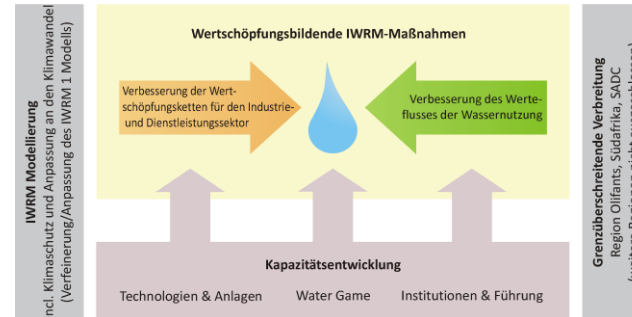 IWRM Modellierung
ncl. Klimaschutz und Anpassung an den Klimawandel
(Verfeinerung/Anpassung des IWRM 1 Modells)
Wertschöpfungsbildende IWRM-Maßnahmen
Verbesserung der Wert-
schöpfungsketten für den Industrie-
und Dienstleistungssektor
Verbesserung des Werte-
flusses der Wassernutzung
Kapazitätsentwicklung
Technologien & Anlagen
Water Game
Institutionen & Führung
Grenzüberschreitende Verbreitung
Region Olifants, Südafrika, SADC